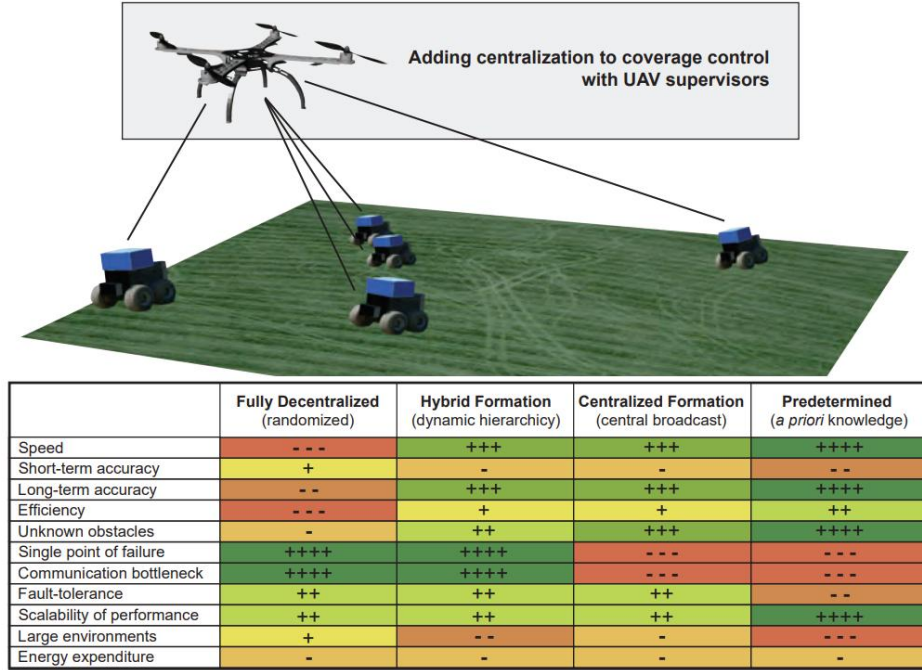 Adding centralization to coverage control
with UAV supervisors
Fully Decentralized Hybrid Formation Centralized Formation Predetermined
(randomized) (dynamic hierarchicy) (central broadcast) (a priori knowledge)
Speed - - - +++ +++ ++++
Short-term accuracy + - - - -
Long-term accuracy - - +++ +++ ++++
Efficiency - - - + + ++
Unknown obstacles - ++ +++ ++++
Single point of failure ++++ ++++ - - - - - -
Communication bottleneck ++++ ++++ - - - - - -
Fault-tolerance ++ ++ ++ - -
Scalability of performance ++ ++ ++ ++++
Large environments + - - - - - -
Energy expenditure - - - -